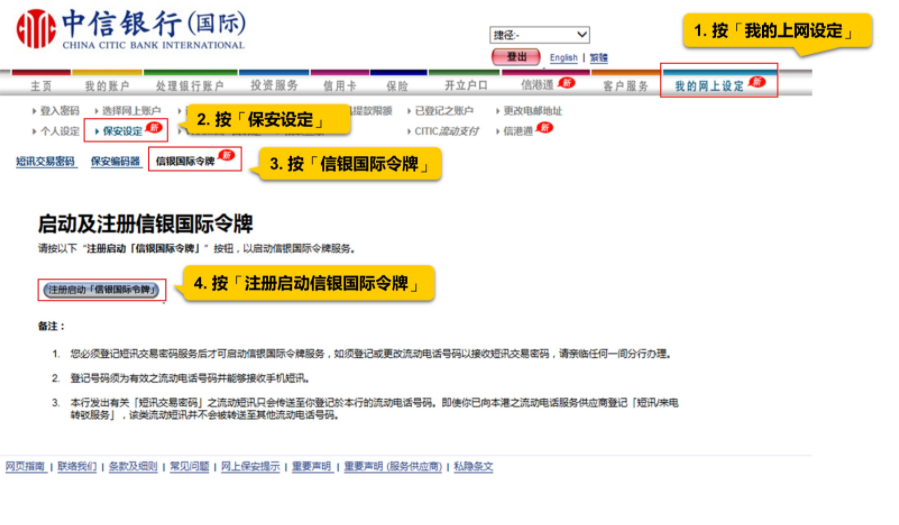 中信银行(国际)
CHINA CITIC BANK INTERNATIONAL
捷径:-
登出 English | 繁體
1. 按「我的上网设定」
主页 我的账户 处理银行账户 投资服务 信用卡 保险 开立户口 信港通 新 客户服务 我的网上设定 新
登入密码 选择网上账户 提款限额 已登记之账户 更改电邮地址
个人设定 保安设定 新 CITIC流动支付 信港通 新
2. 按「保安设定」
短讯交易密码 保安编码器 信银国际令牌 新
3. 按「信银国际令牌」
启动及注册信银国际令牌
请按以下 "注册启动「信银国际令牌」" 按钮，以启动信银国际令牌服务。
注册启动「信银国际令牌」
4. 按「注册启动信银国际令牌」
备注：
1. 您必须登记短讯交易密码服务后才可启动信银国际令牌服务，如须登记或更改流动电话号码以接收短讯交易密码，请亲临任何一间分行办理。
2. 登记号码须为有效之流动电话号码并能够接收手机短讯。
3. 本行发出有关「短讯交易密码」之流动短讯只会传送至你登记於本行的流动电话号码。即使你已向本港之流动电话服务供应商登记「短讯/来电
转驳服务」，该类流动短讯并不会被转送至其他流动电话号码。
网页指南 | 联络我们 | 条款及细则 | 常见问题 | 网上保安提示 | 重要声明 | 重要声明 (服务供应商) | 私隐条文